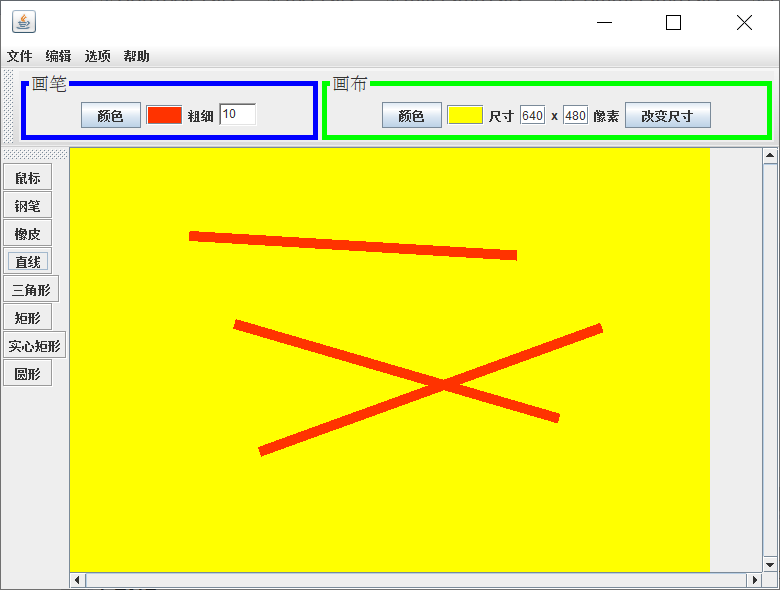 文件 编辑 选项 帮助
画笔 画布
颜色 粗细 10 颜色 尺寸 640 x 480 像素 改变尺寸
鼠标
钢笔
橡皮
直线
三角形
矩形
实心矩形
圆形